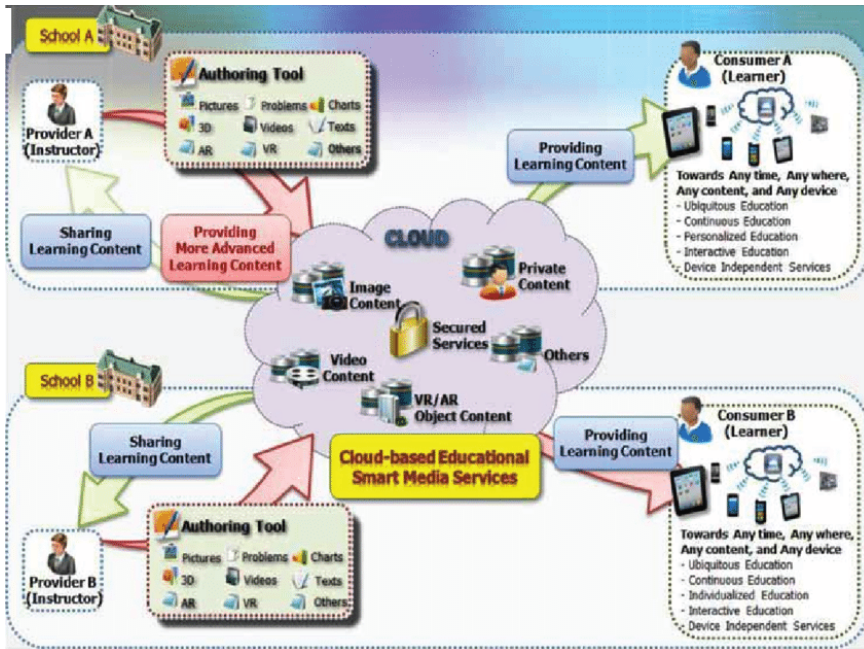 School A
Provider A
(Instructor)
Authoring Tool
Pictures
Problems
Charts
3D
Videos
Texts
AR
VR
Others
Sharing
Learning Content
Providing
More Advanced
Learning Content
Providing
Learning Content
Consumer A
(Learner)
Towards Any time, Any where,
Any content, and Any device
- Ubiquitous Education
- Continuous Education
- Personalized Education
- Interactive Education
- Device Independent Services
CLOUD
Image
Content
Private
Content
Secured
Services
Video
Content
Others
VR/AR
Object Content
Cloud-based Educational
Smart Media Services
School B
Sharing
Learning Content
Provider B
(Instructor)
Authoring Tool
Pictures
Problems
Charts
3D
Videos
Texts
AR
VR
Others
Providing
Learning Content
Consumer B
(Learner)
Towards Any time, Any where,
Any content, and Any device
- Ubiquitous Education
- Continuous Education
- Individualized Education
- Interactive Education
- Device Independent Services